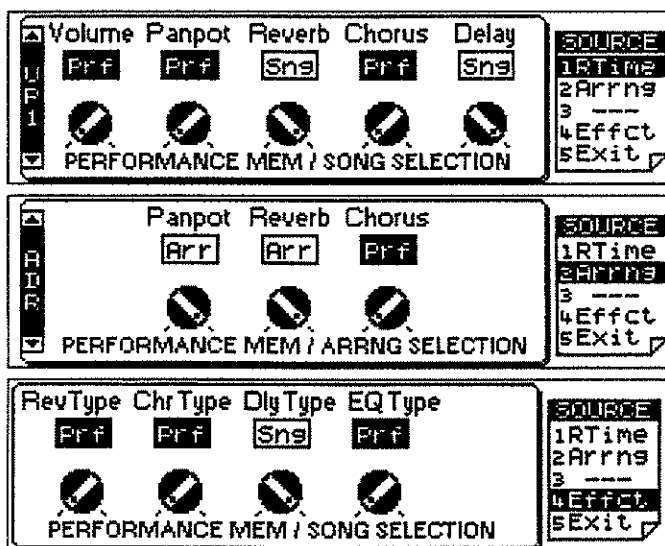 Volume Panpot Reverb Chorus Delay
Prf Prf Sng Prf Sng
UP1
PERFORMANCE MEM / SONG SELECTION
SOURCE
1RTime
2Arrng
3 ---
4Effct
5Exit
Panpot Reverb Chorus
Arr Arr Prf
ADR
PERFORMANCE MEM / ARRNG SELECTION
SOURCE
1RTime
2Arrng
3 ---
4Effct
5Exit
RevType ChrType DlyType EQType
Prf Prf Sng Prf
PERFORMANCE MEM / SONG SELECTION
SOURCE
1RTime
2Arrng
3 ---
4Effct
5Exit